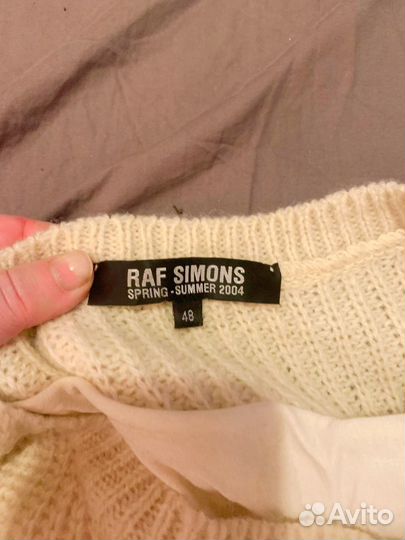 RAF SIMONS
SPRING-SUMMER 2004
48
Avito